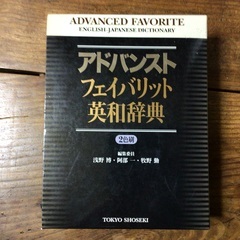 ADVANCED FAVORITE
ENGLISH-JAPANESE DICTIONARY
アドバンスト
フェイバリット
英和辞典
2色刷
編集委員
浅野 博・阿部 一・牧野 勤
TOKYO SHOSEKI